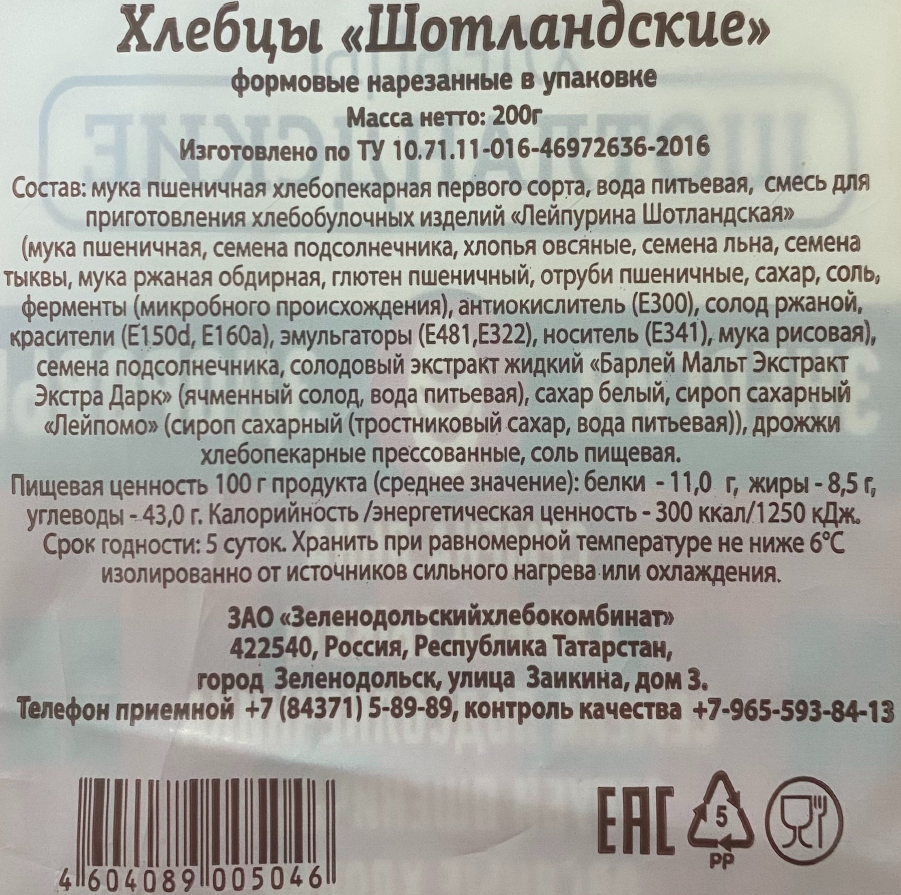 Хлебцы «Шотландские»
формовые нарезанные в упаковке
Масса нетто: 200г
Изготовлено по ТУ 10.71.11-016-46972636-2016
Состав: мука пшеничная хлебопекарная первого сорта, вода питьевая, смесь для
приготовления хлебобулочных изделий «Лейпурина Шотландская»
(мука пшеничная, семена подсолнечника, хлопья овсяные, семена льна, семена
тыквы, мука ржаная обдирная, глютен пшеничный, отруби пшеничные, сахар, соль,
ферменты (микробного происхождения), антиокислитель (Е300), солод ржаной,
красители (Е150d, Е160а), эмульгаторы (Е481,Е322), носитель (Е341), мука рисовая),
семена подсолнечника, солодовый экстракт жидкий «Барлей Мальт Экстракт
Экстра Дарк» (ячменный солод, вода питьевая), сахар белый, сироп сахарный
«Лейпомо» (сироп сахарный (тростниковый сахар, вода питьевая)), дрожжи
хлебопекарные прессованные, соль пищевая.
Пищевая ценность 100 г продукта (среднее значение): белки - 11,0 г, жиры - 8,5 г,
углеводы - 43,0 г. Калорийность /энергетическая ценность - 300 ккал/1250 кДж.
Срок годности: 5 суток. Хранить при равномерной температуре не ниже 6°С
изолированно от источников сильного нагрева или охлаждения.
ЗАО «Зеленодольскийхлебокомбинат»
422540, Россия, Республика Татарстан,
город Зеленодольск, улица Заикина, дом 3.
Телефон приемной +7 (84371) 5-89-89, контроль качества +7-965-593-84-13
4 604089 005046
EAC
5
PP